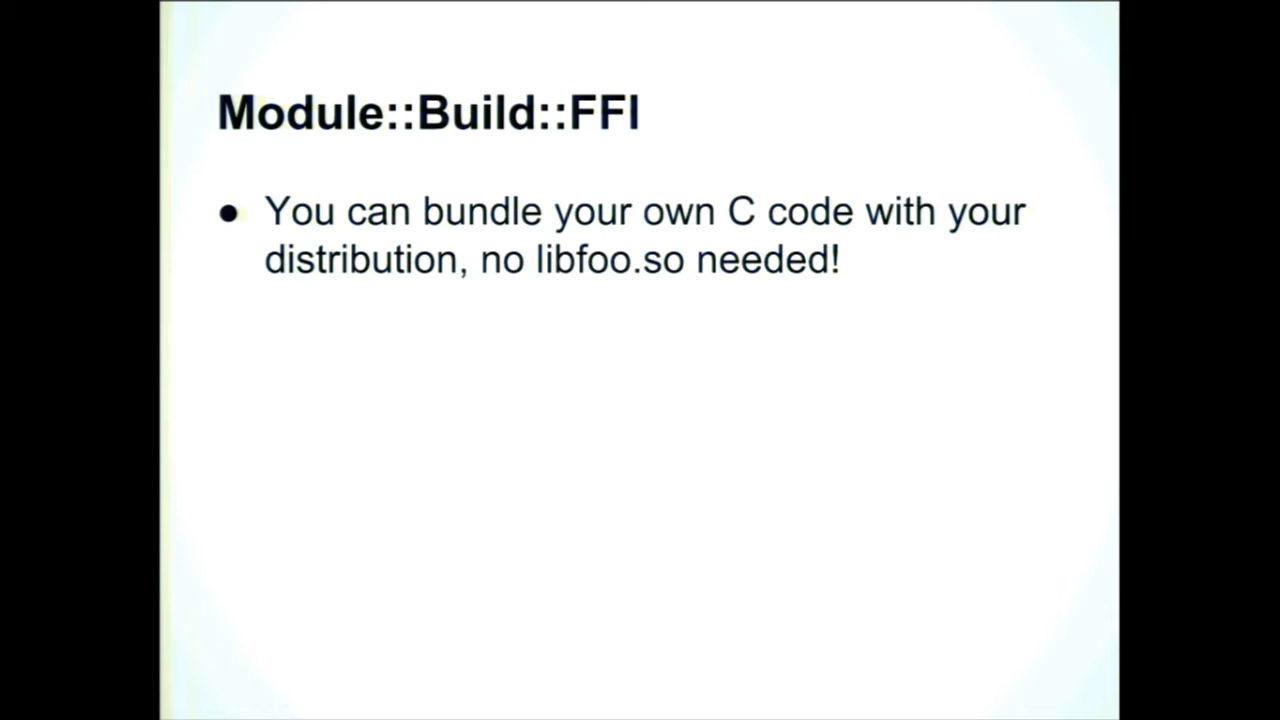 Module::Build::FFI
● You can bundle your own C code with your
distribution, no libfoo.so needed!